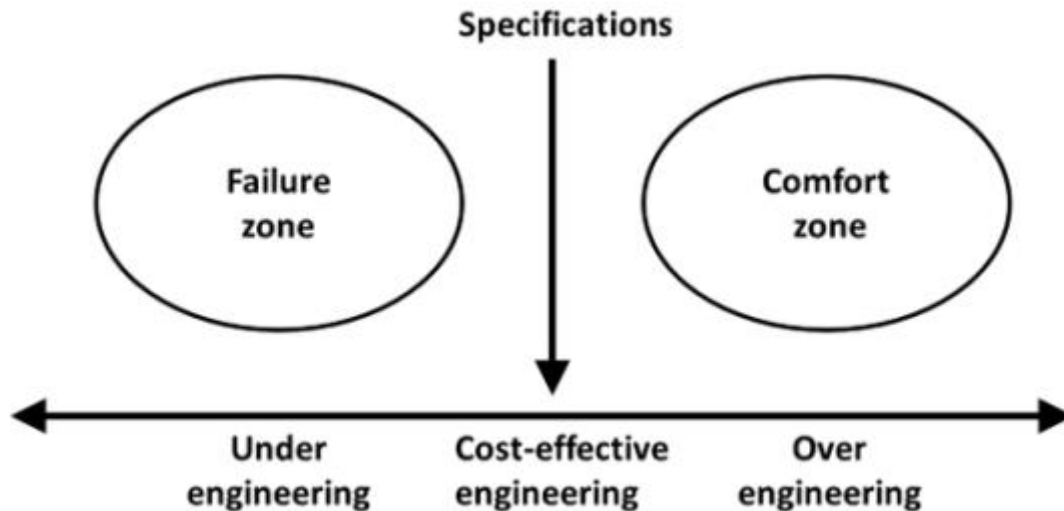 Specifications
Failure
zone
Comfort
zone
Under
engineering
Cost-effective
engineering
Over
engineering